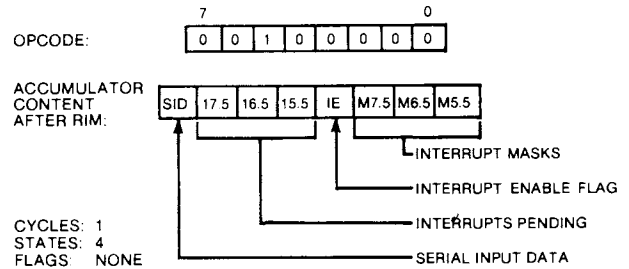 7 0
OPCODE: 0 0 1 0 0 0 0 0
ACCUMULATOR
CONTENT
AFTER RIM:
SID 17.5 16.5 15.5 IE M7.5 M6.5 M5.5
INTERRUPT MASKS
INTERRUPT ENABLE FLAG
CYCLES: 1
INTERRUPTS PENDING
STATES: 4
FLAGS: NONE
SERIAL INPUT DATA